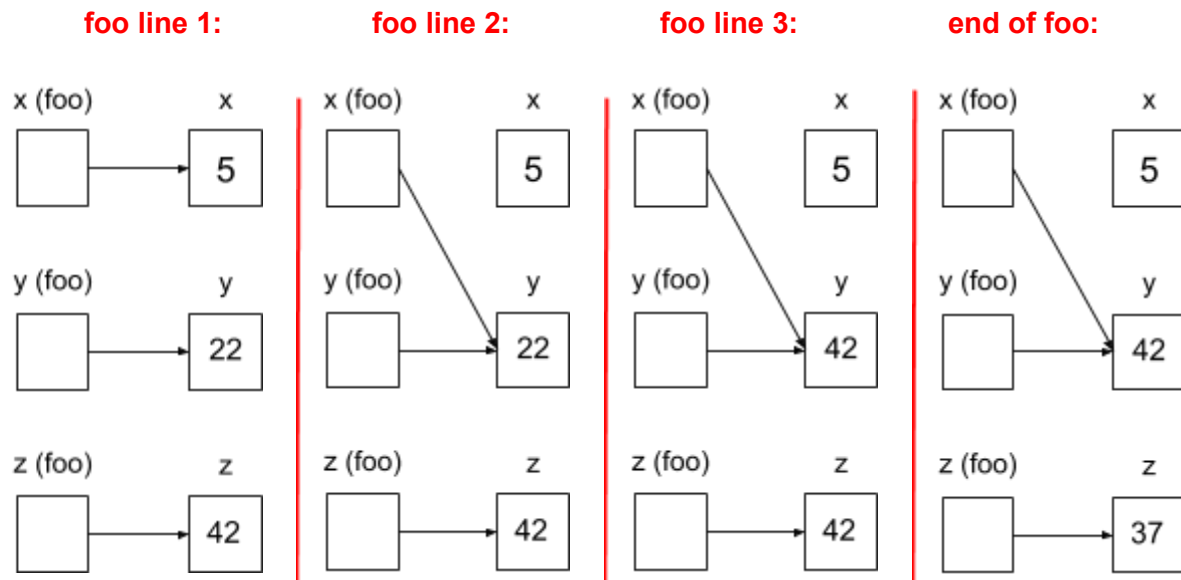 foo line 1: foo line 2: foo line 3: end of foo:
x (foo) x x (foo) x x (foo) x x (foo) x
5 5 5 5
y (foo) y y (foo) y y (foo) y y (foo) y
22 22 42 42
z (foo) z z (foo) z z (foo) z z (foo) z
42 42 42 37